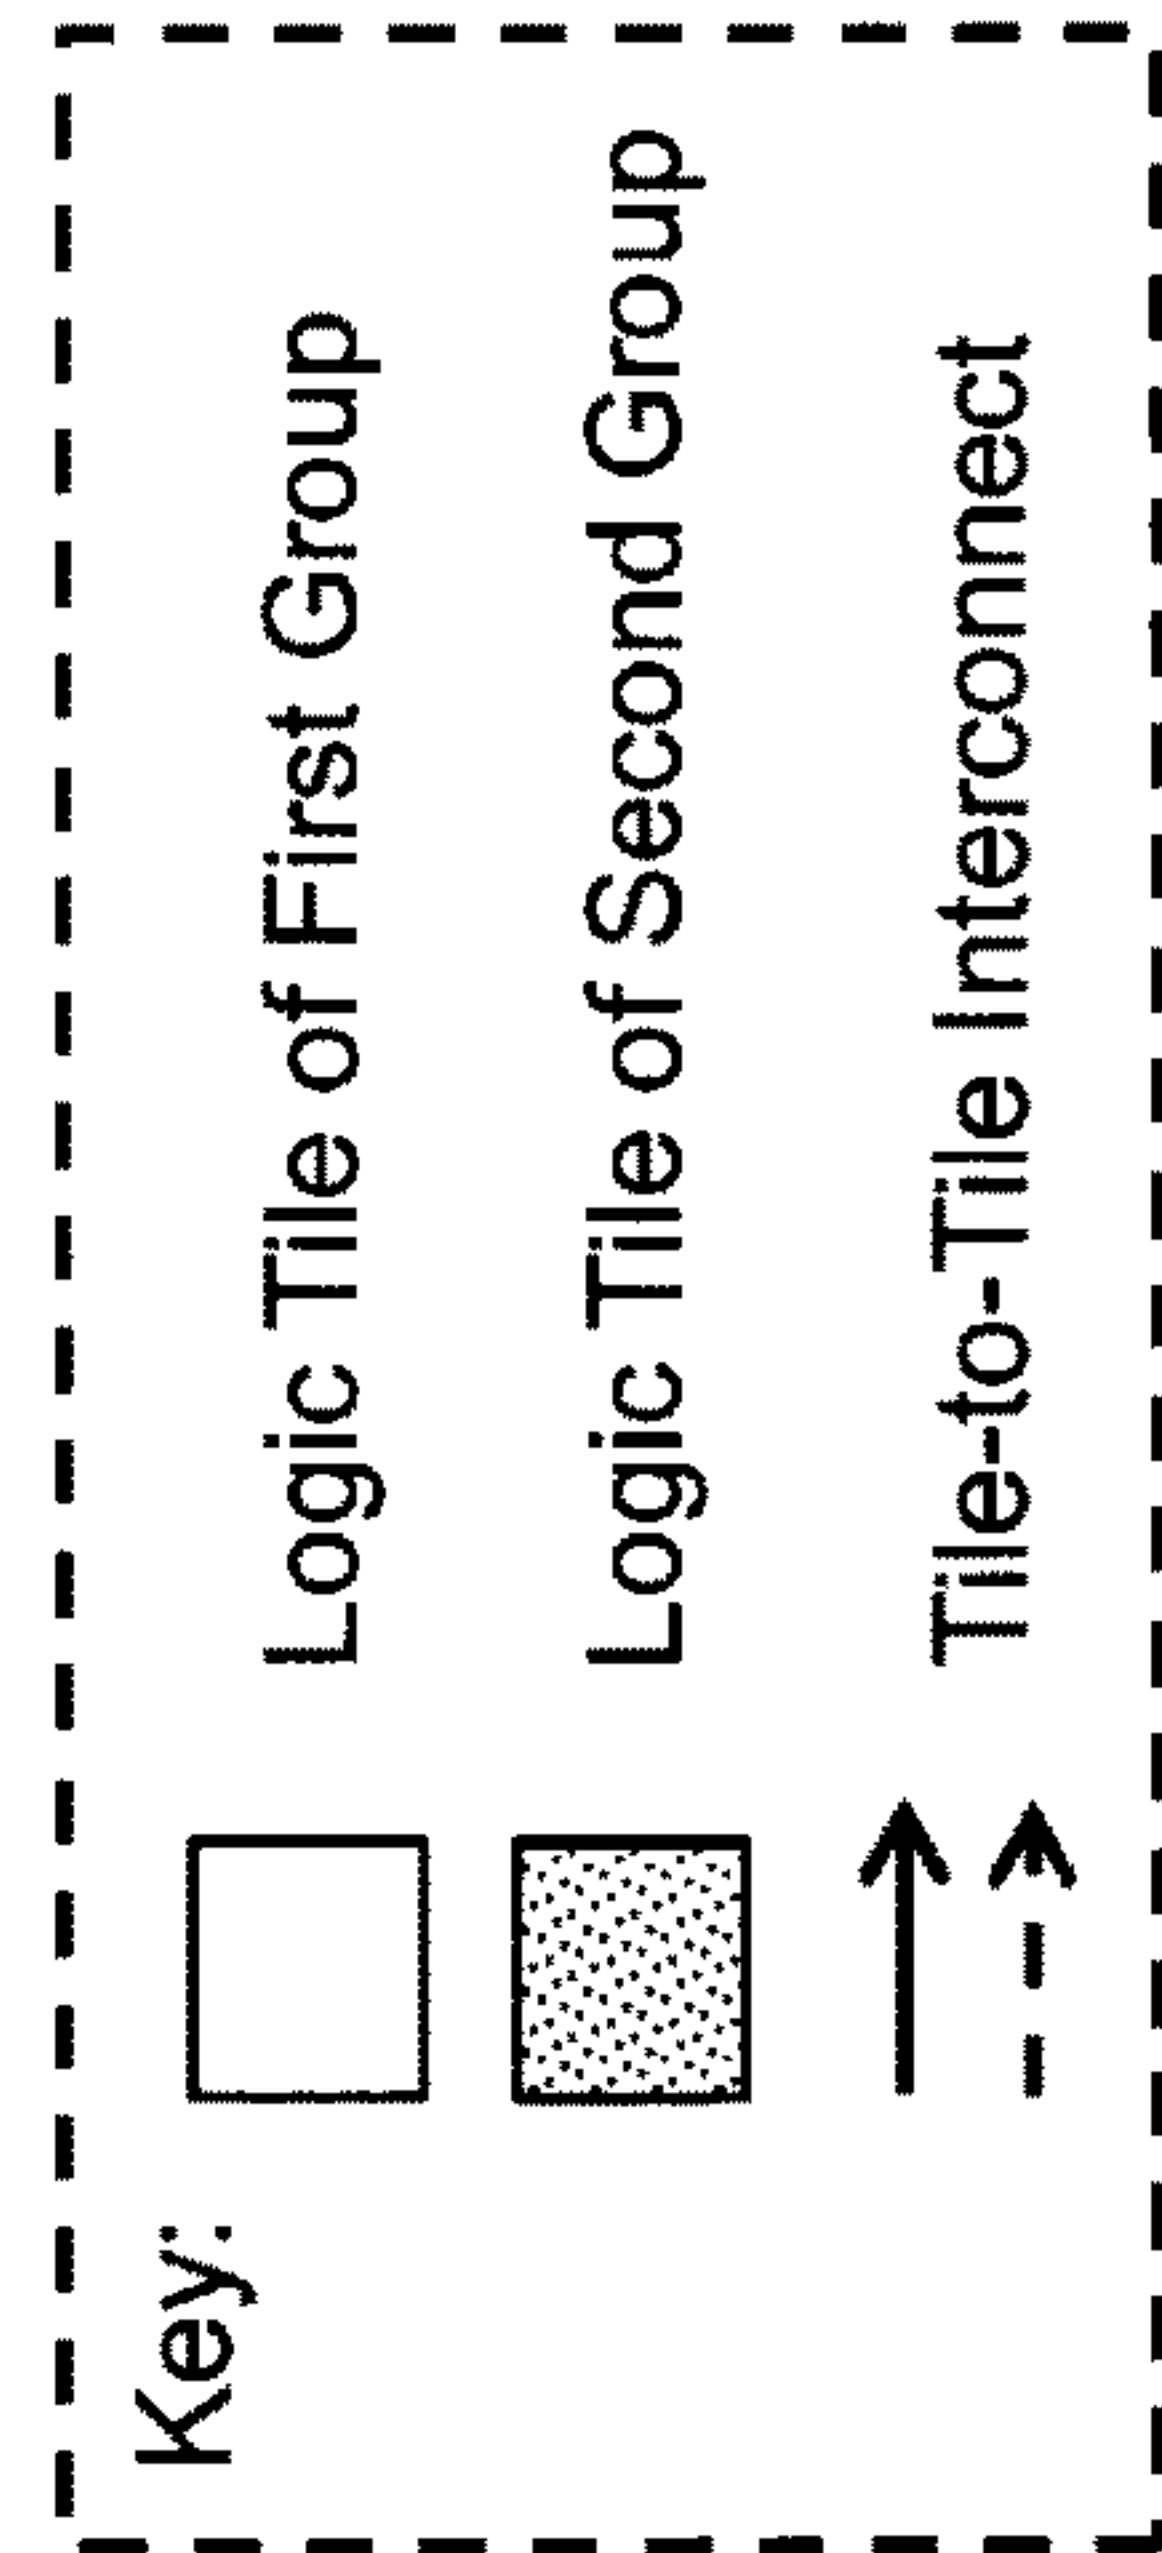 Key:
Logic Tile of First Group
Logic Tile of Second Group
Tile-to-Tile Interconnect